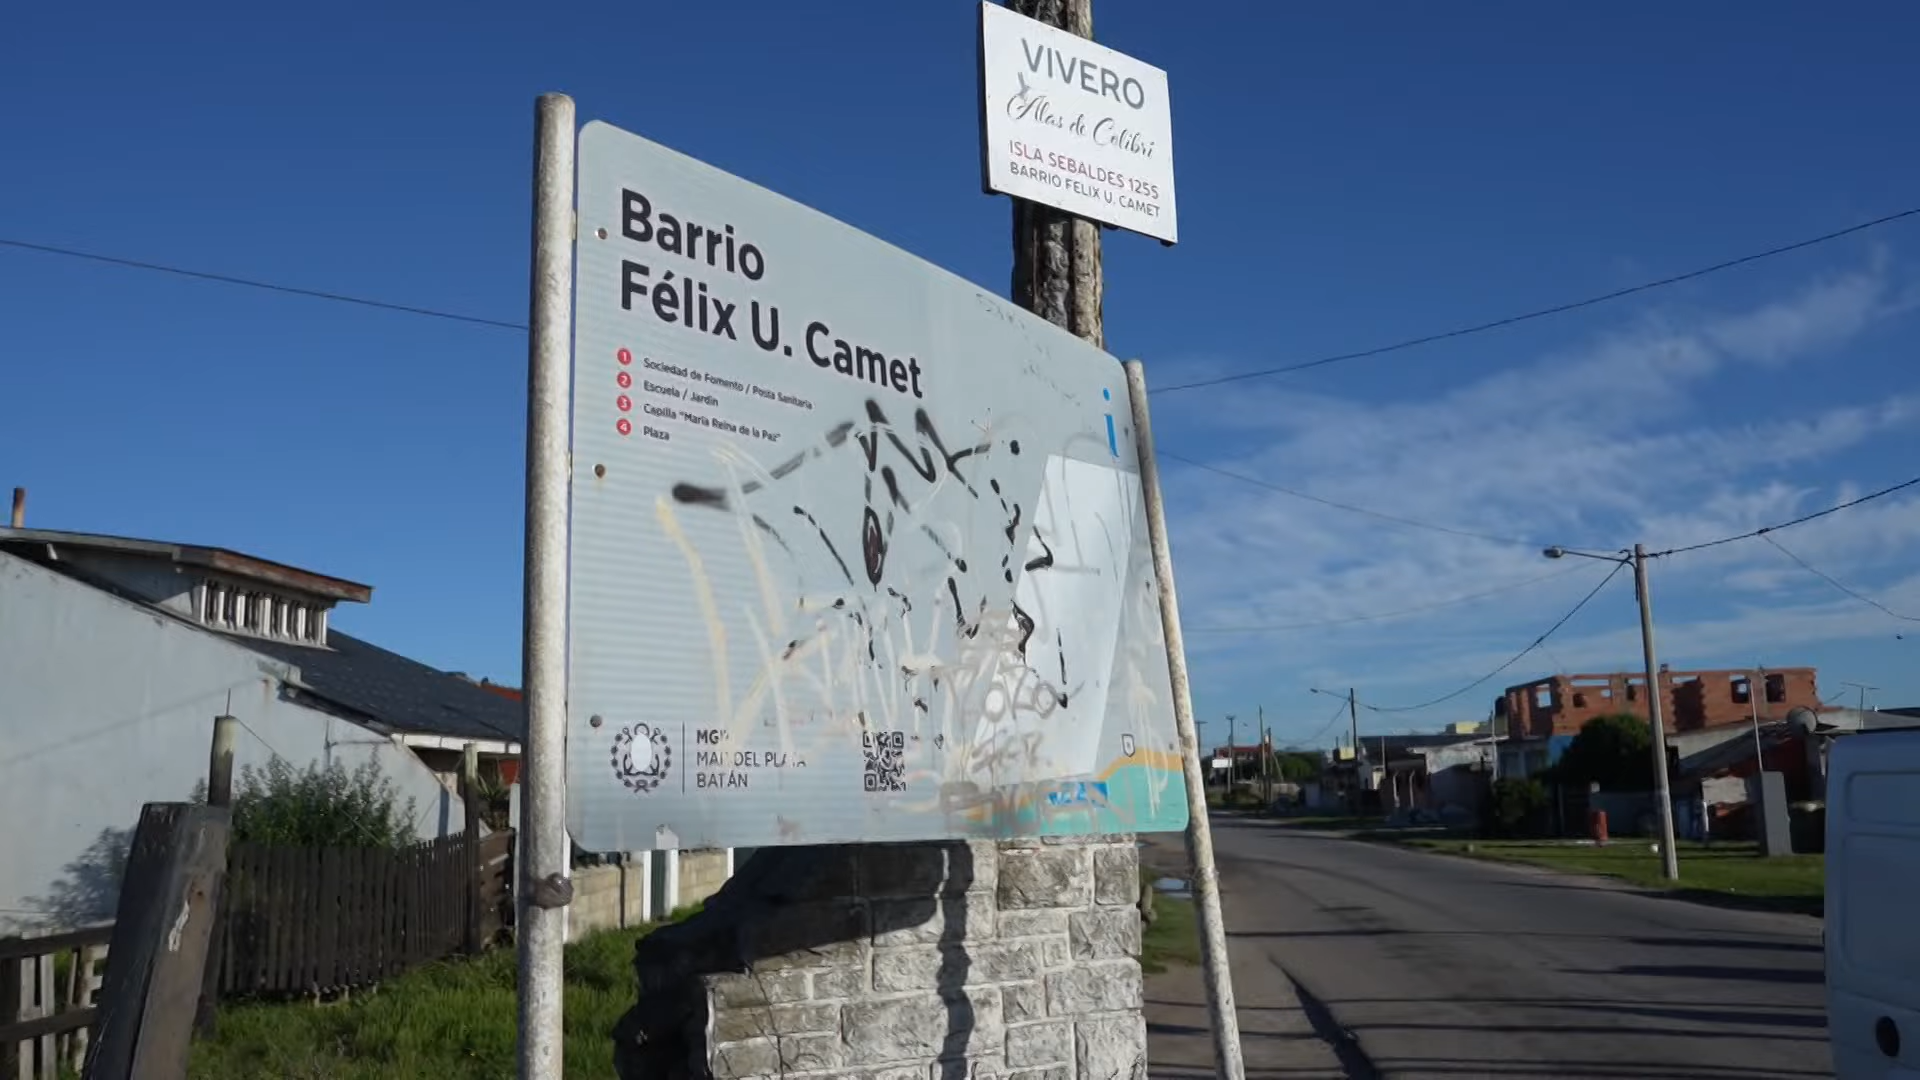 VIVERO
Alas de Colibrí
ISLA SEBALDES 1255
BARRIO FELIX U. CAMET
Barrio
Félix U. Camet
1 Sociedad de Fomento / Posta Sanitaria
2 Escuela / Jardín
3 Capilla "María Reina de la Paz"
4 Plaza
i
MGP
MAR DEL PLATA
BATÁN